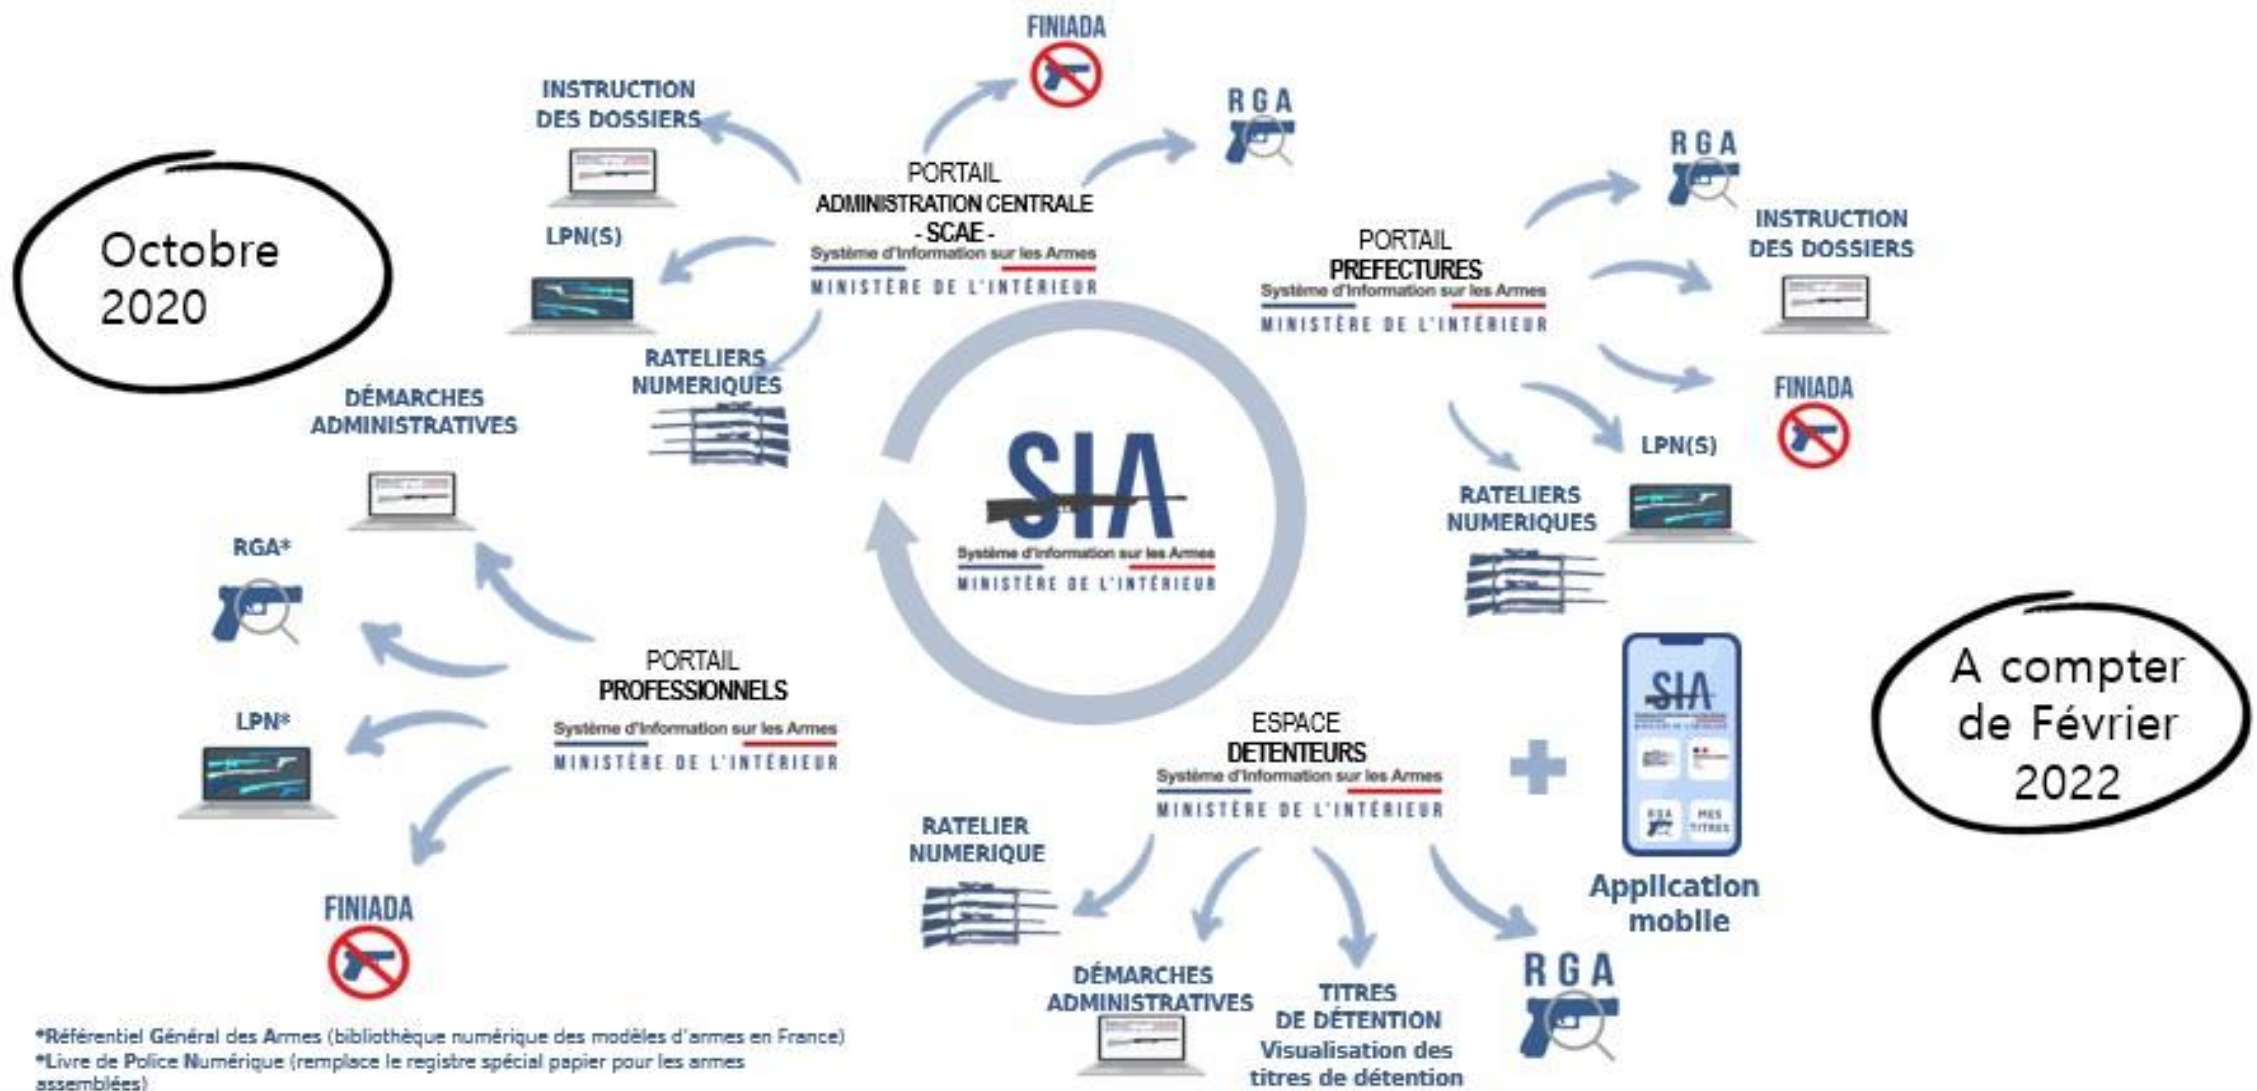 Octobre
2020
FINIADA
INSTRUCTION
DES DOSSIERS
RGA
PORTAIL
ADMINISTRATION CENTRALE
- SCAE -
Système d'Information sur les Armes
MINISTÈRE DE L'INTÉRIEUR
LPN(S)
RATELIERS
NUMERIQUES
PORTAIL
PREFECTURES
Système d'Information sur les Armes
MINISTÈRE DE L'INTÉRIEUR
RGA
INSTRUCTION
DES DOSSIERS
FINIADA
LPN(S)
RATELIERS
NUMERIQUES
SIA
Système d'Information sur les Armes
MINISTÈRE DE L'INTÉRIEUR
DÉMARCHES
ADMINISTRATIVES
RGA*
LPN*
PORTAIL
PROFESSIONNELS
Système d'Information sur les Armes
MINISTÈRE DE L'INTÉRIEUR
FINIADA
ESPACE
DETENTEURS
Système d'Information sur les Armes
MINISTÈRE DE L'INTÉRIEUR
RATELIER
NUMERIQUE
DÉMARCHES
ADMINISTRATIVES
TITRES
DE DÉTENTION
Visualisation des
titres de détention
RGA
SIA
RGA
MES
TITRES
Application
mobile
A compter
de Février
2022
*Référentiel Général des Armes (bibliothèque numérique des modèles d'armes en France)
*Livre de Police Numérique (remplace le registre spécial papier pour les armes
assemblées)